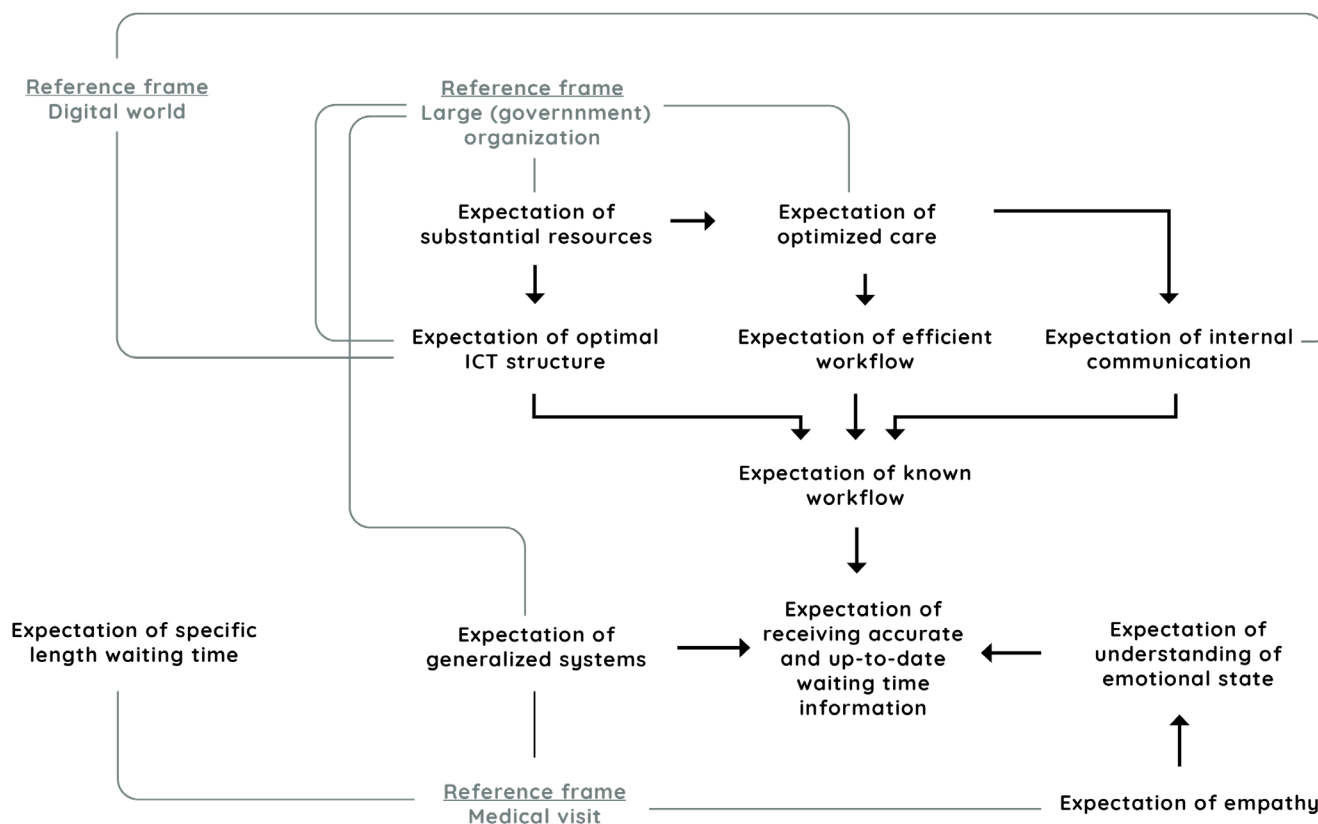 Reference frame
Digital world
Reference frame
Large (governnment)
organization
Expectation of
substantial resources
Expectation of
optimized care
Expectation of optimal
ICT structure
Expectation of efficient
workflow
Expectation of internal
communication
Expectation of known
workflow
Expectation of specific
length waiting time
Expectation of
generalized systems
Expectation of
receiving accurate
and up-to-date
waiting time
information
Expectation of
understanding of
emotional state
Reference frame
Medical visit
Expectation of empathy